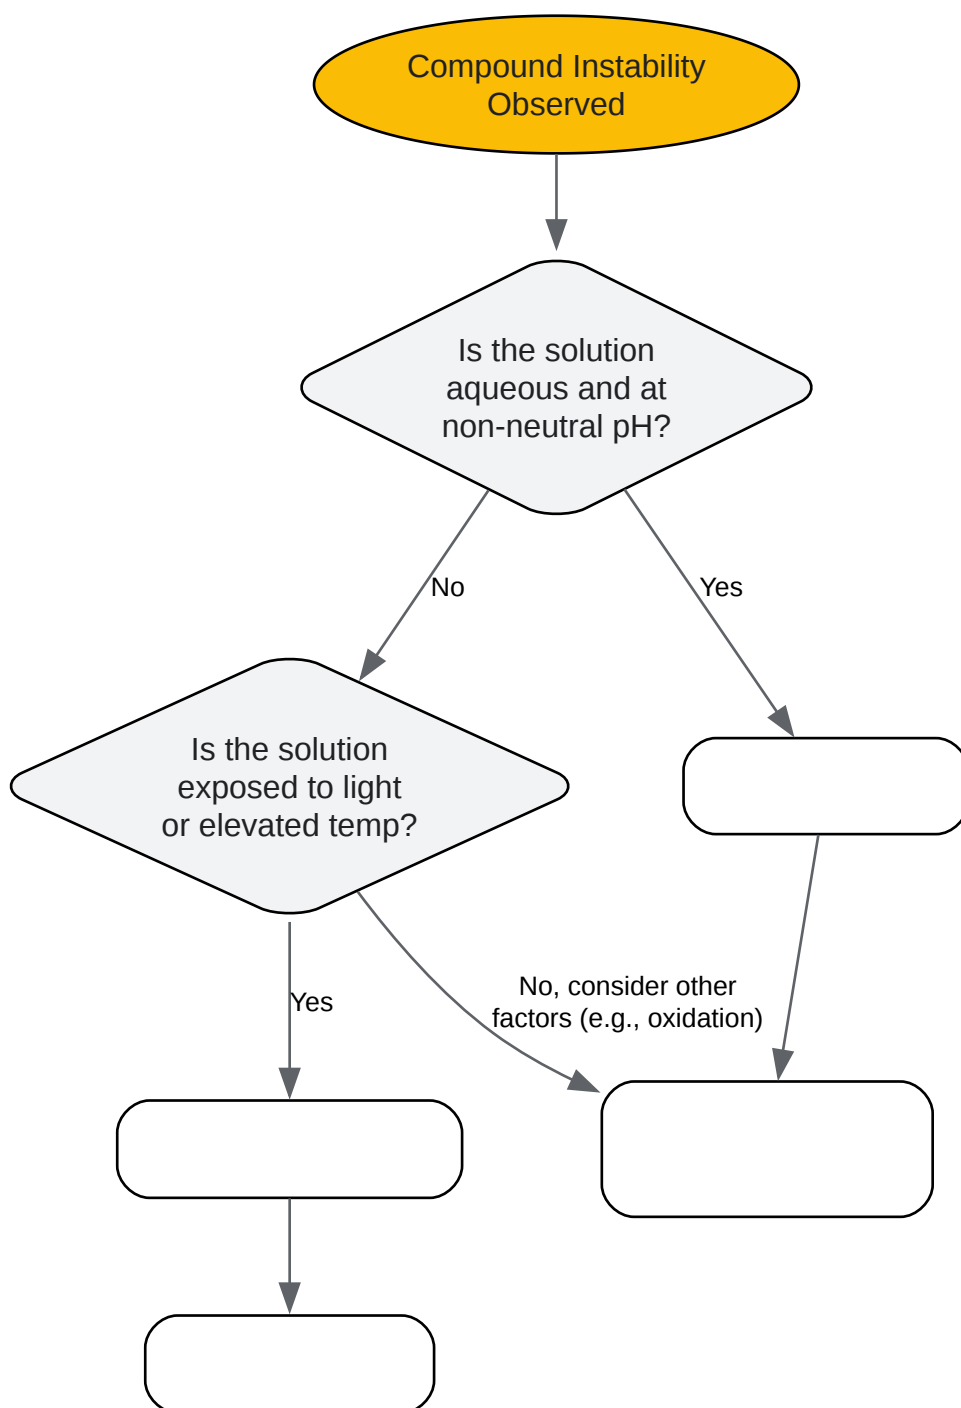 Compound Instability
Observed
Is the solution
aqueous and at
non-neutral pH?
No
Yes
Is the solution
exposed to light
or elevated temp?
No, consider other
factors (e.g., oxidation)
Yes